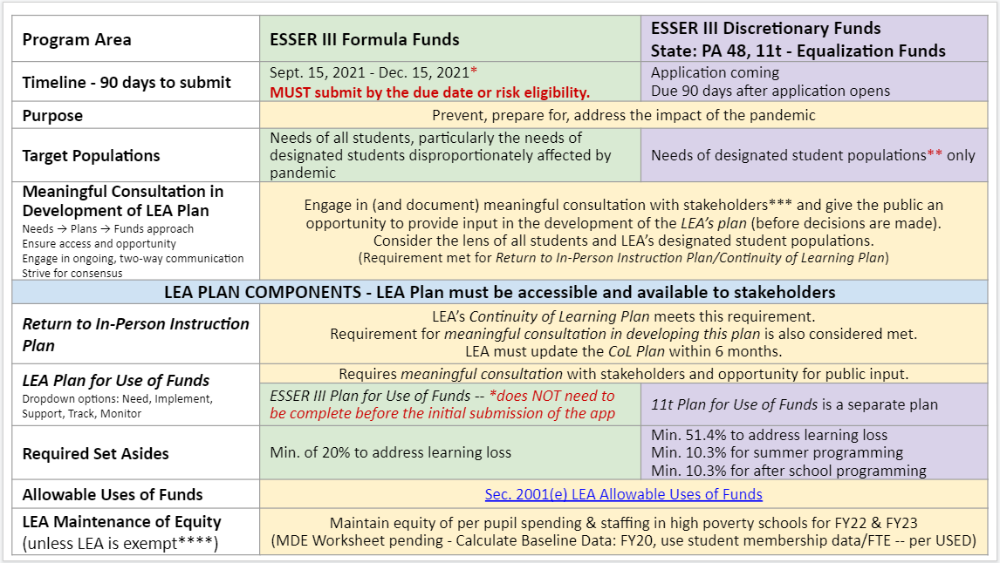 Program Area
ESSER III Formula Funds
ESSER III Discretionary Funds
State: PA 48, 11t - Equalization Funds
Timeline - 90 days to submit
Sept. 15, 2021 - Dec. 15, 2021*
MUST submit by the due date or risk eligibility.
Application coming
Due 90 days after application opens
Purpose
Prevent, prepare for, address the impact of the pandemic
Target Populations
Needs of all students, particularly the needs of
designated students disproportionately affected by
pandemic
Needs of designated student populations** only
Meaningful Consultation in
Development of LEA Plan
Needs → Plans → Funds approach
Ensure access and opportunity
Engage in ongoing, two-way communication
Strive for consensus
Engage in (and document) meaningful consultation with stakeholders*** and give the public an
opportunity to provide input in the development of the LEA's plan (before decisions are made).
Consider the lens of all students and LEA's designated student populations.
(Requirement met for Return to In-Person Instruction Plan/Continuity of Learning Plan)
LEA PLAN COMPONENTS - LEA Plan must be accessible and available to stakeholders
Return to In-Person Instruction
Plan
LEA's Continuity of Learning Plan meets this requirement.
Requirement for meaningful consultation in developing this plan is also considered met.
LEA must update the CoL Plan within 6 months.
LEA Plan for Use of Funds
Dropdown options: Need, Implement,
Support, Track, Monitor
Requires meaningful consultation with stakeholders and opportunity for public input.
ESSER III Plan for Use of Funds -- *does NOT need to
be complete before the initial submission of the app
11t Plan for Use of Funds is a separate plan
Required Set Asides
Min. of 20% to address learning loss
Min. 51.4% to address learning loss
Min. 10.3% for summer programming
Min. 10.3% for after school programming
Allowable Uses of Funds
Sec. 2001(e) LEA Allowable Uses of Funds
LEA Maintenance of Equity
(unless LEA is exempt****)
Maintain equity of per pupil spending & staffing in high poverty schools for FY22 & FY23
(MDE Worksheet pending - Calculate Baseline Data: FY20, use student membership data/FTE -- per USED)